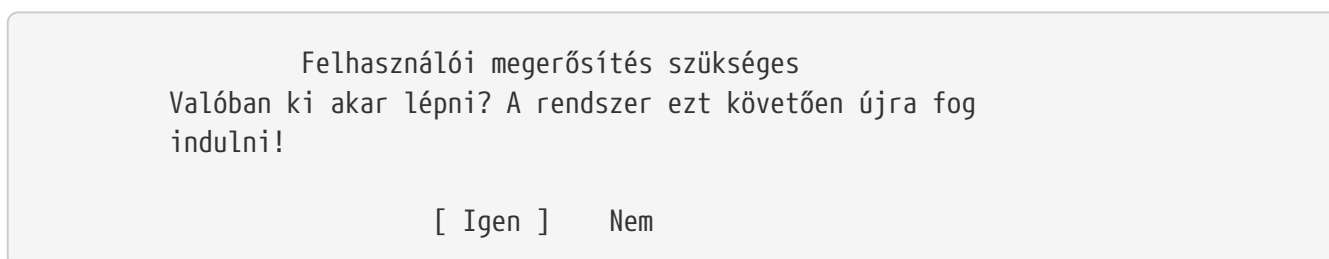 Felhasználói megerősítés szükséges
Valóban ki akar lépni? A rendszer ezt követően újra fog
indulni!
[ Igen ] Nem